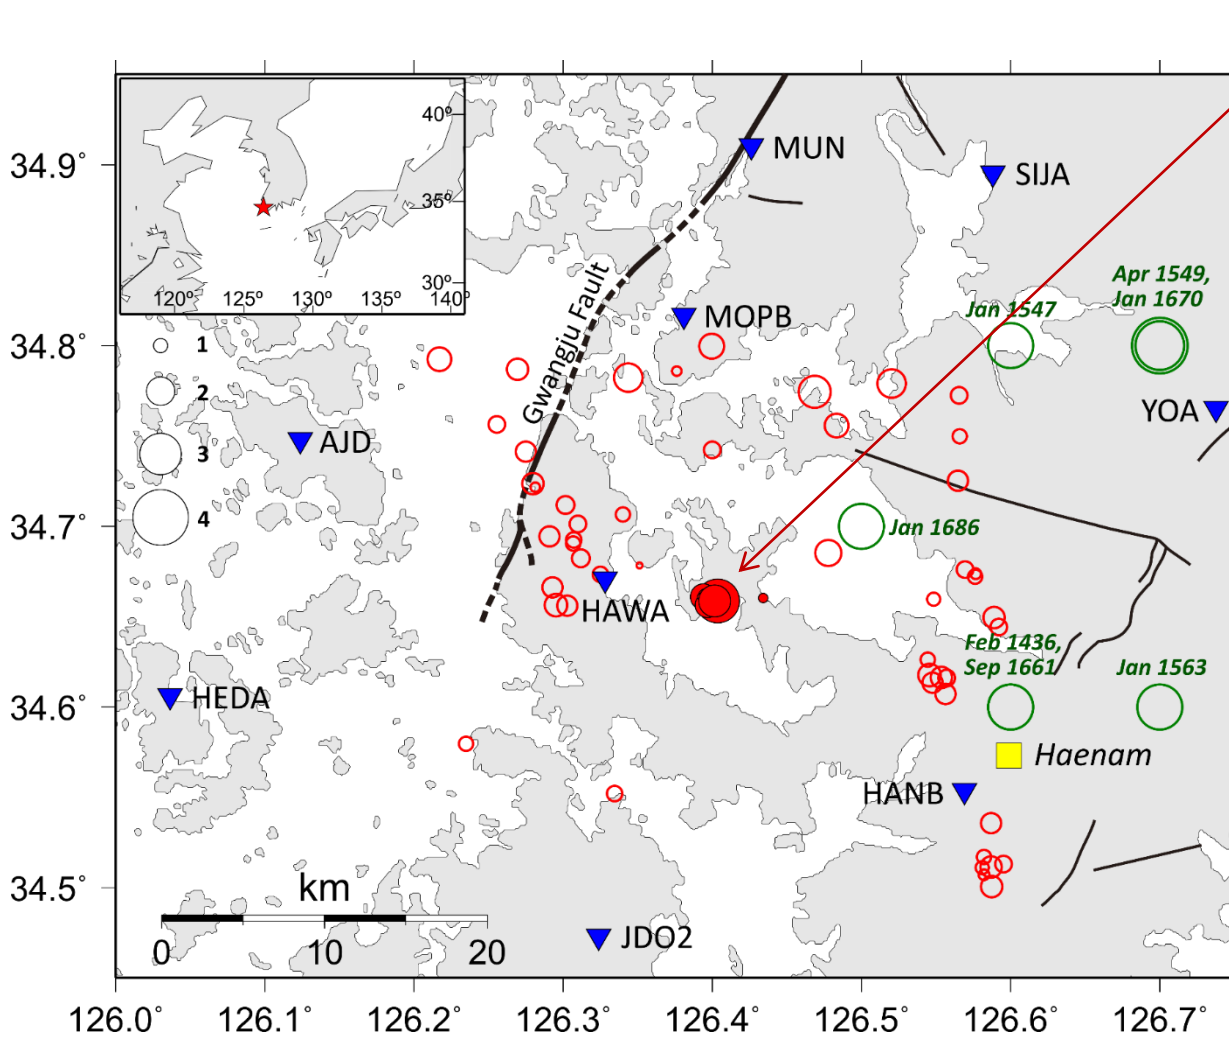 40°
35°
30°
120° 125° 130° 135° 140°
34.9°
34.8°
34.7°
34.6°
34.5°
MUN
SIJA
Apr 1549,
Jan 1670
Jan 1547
Gwangju Fault
MOPB
1
2
3
4
YOA
AJD
Jan 1686
HAWA
Feb 1436,
Sep 1661
Jan 1563
HEDA
Haenam
HANB
km
0 10 20
JDO2
126.0° 126.1° 126.2° 126.3° 126.4° 126.5° 126.6° 126.7°